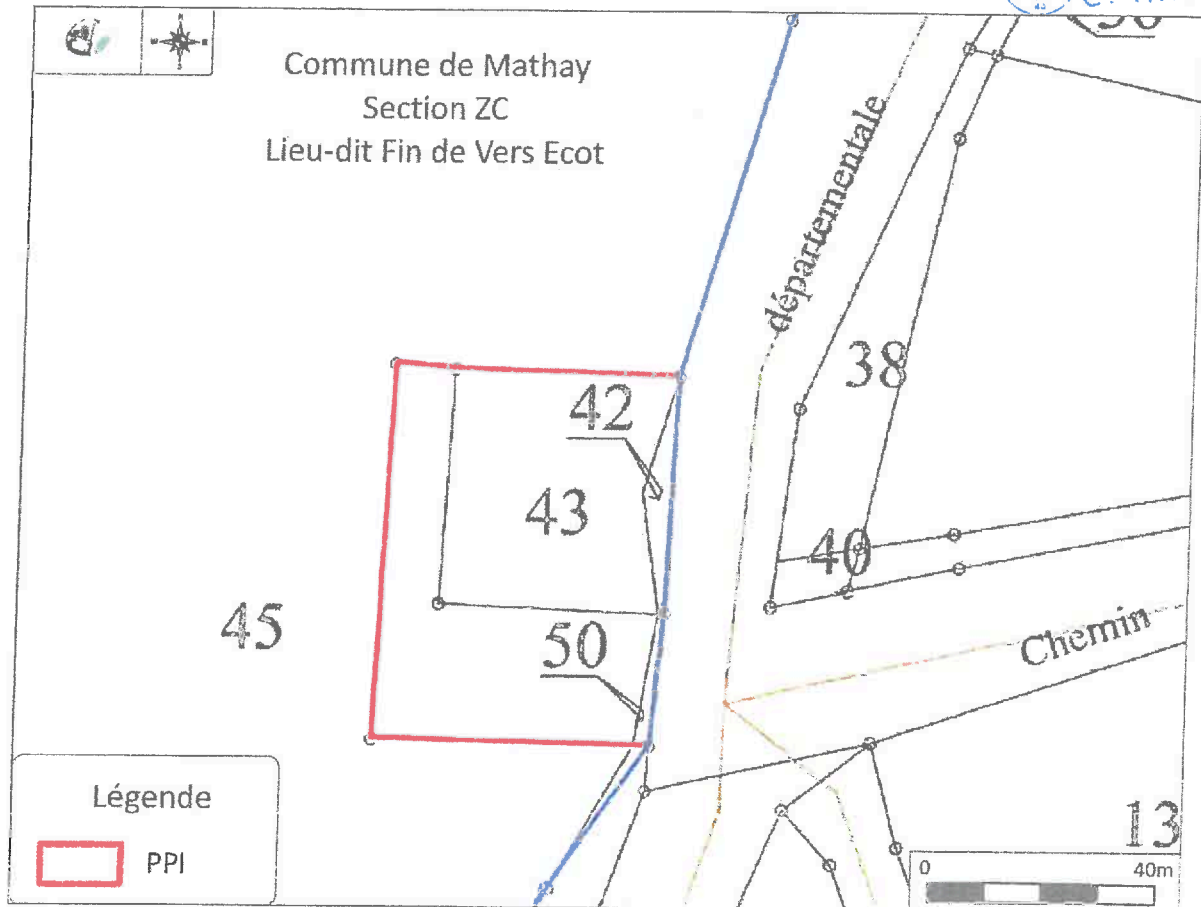 Commune de Mathay
Section ZC
Lieu-dit Fin de Vers Ecot
départementale
38
42
43
40
45
50
Chemin
Légende
PPI
13
0 40m